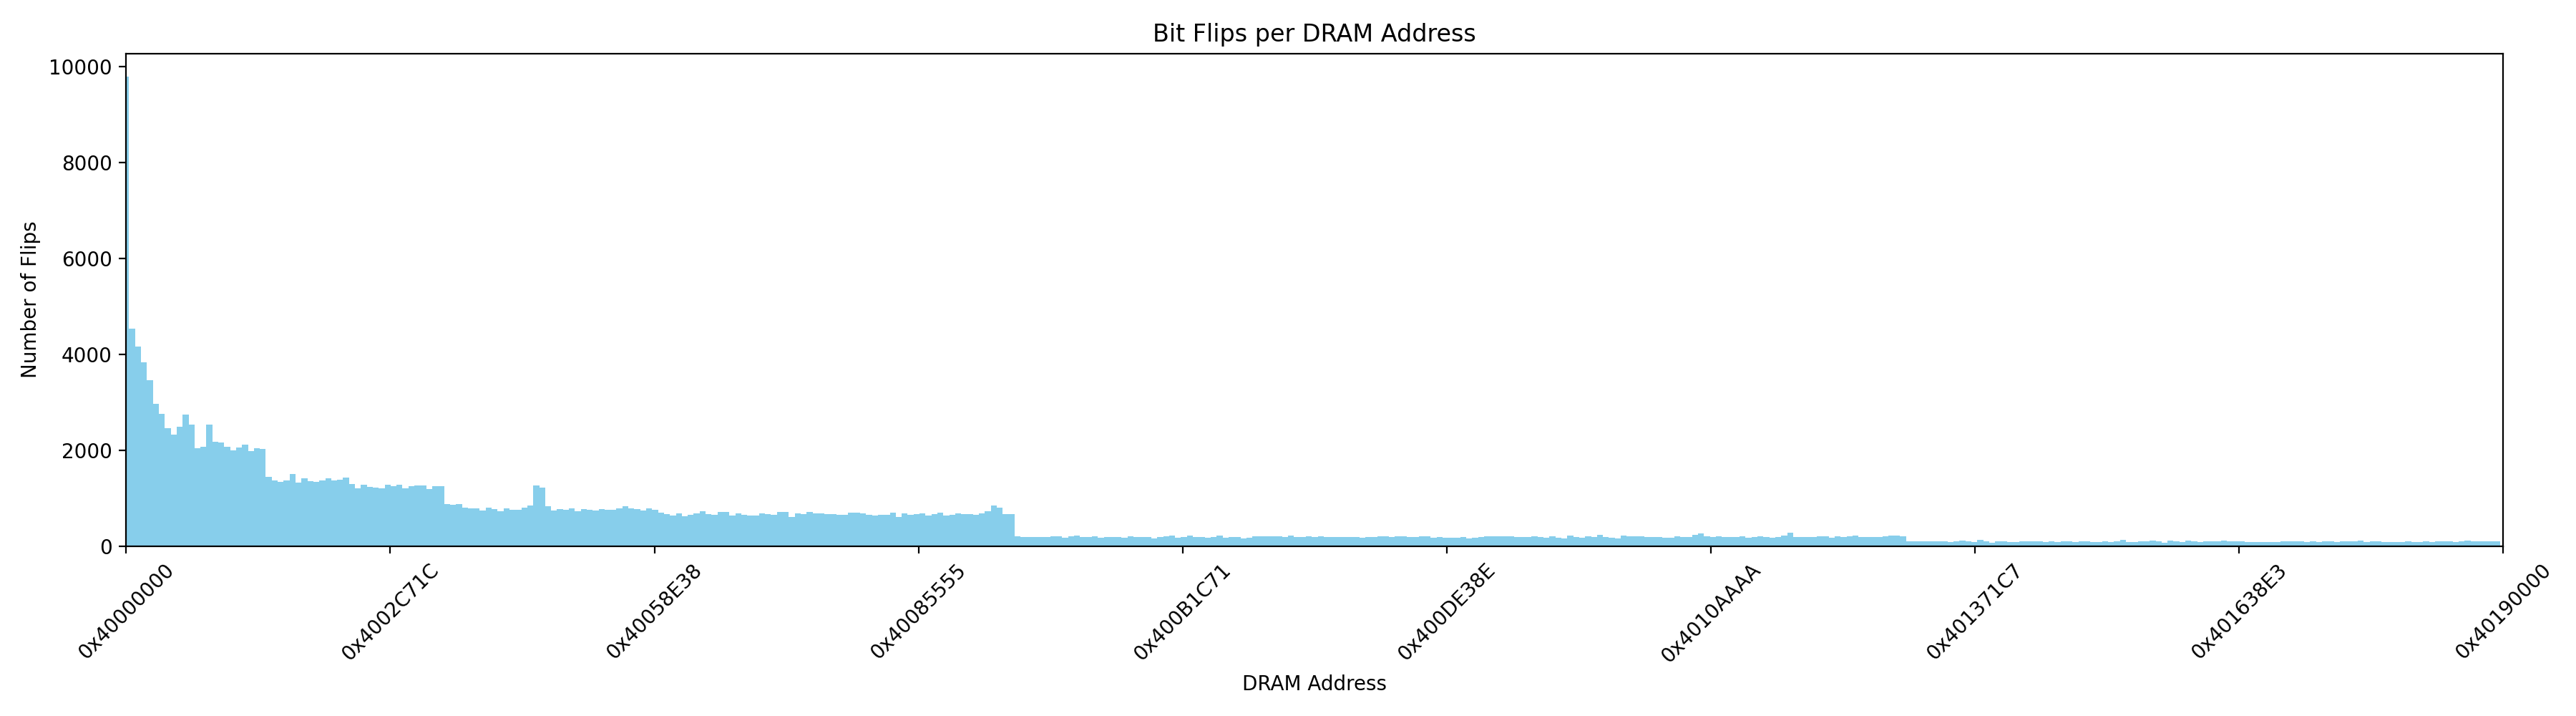 Bit Flips per DRAM Address
Number of Flips
10000
8000
6000
4000
2000
0
0x40000000
0x4002C71C
0x40058E38
0x40085555
0x400B1C71
0x400DE38E
0x4010AAAA
0x401371C7
0x401638E3
0x40190000
DRAM Address